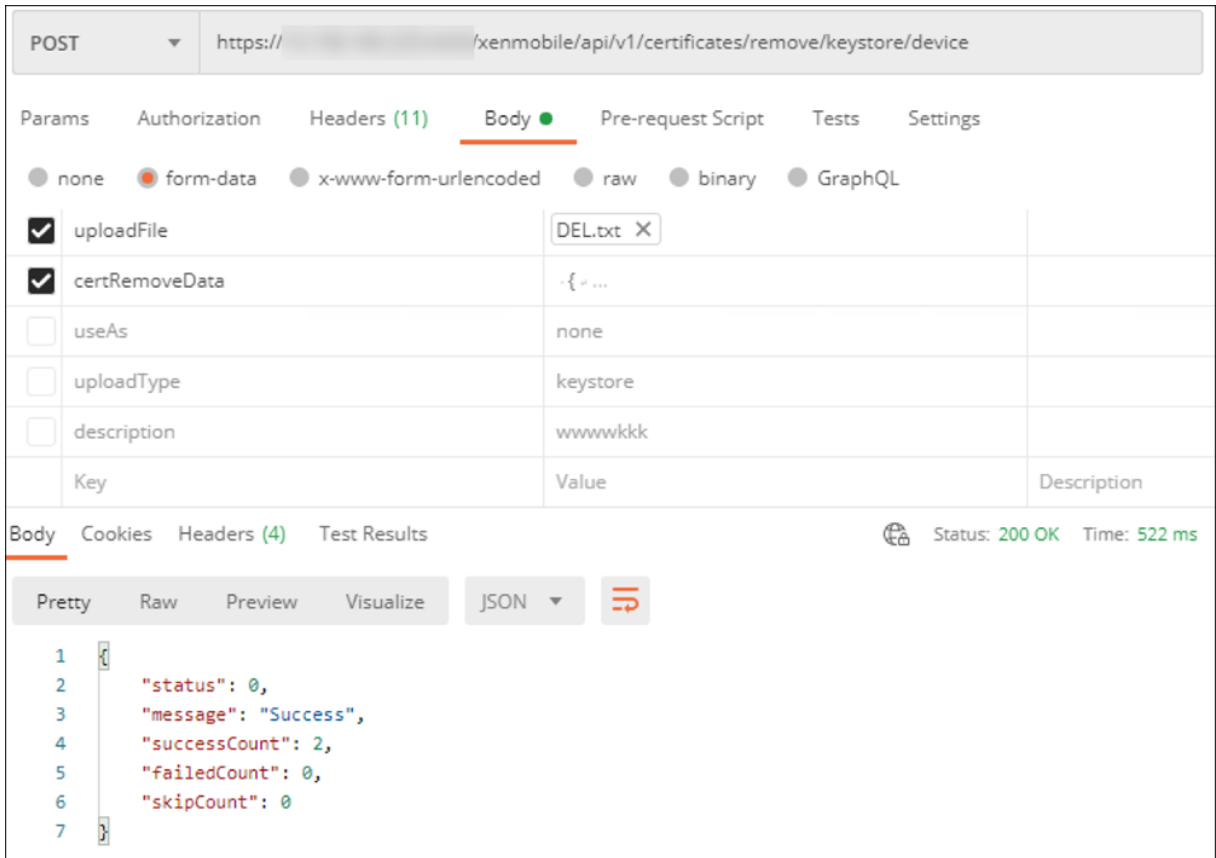 POST https:// /xenmobile/api/v1/certificates/remove/keystore/device
Params Authorization Headers (11) Body Pre-request Script Tests Settings
none form-data x-www-form-urlencoded raw binary GraphQL
uploadFile DEL.txt
certRemoveData { ...
useAs none
uploadType keystore
description wwwwkkk
Key Value Description
Body Cookies Headers (4) Test Results Status: 200 OK Time: 522 ms
Pretty Raw Preview Visualize JSON
1 {
2 "status": 0,
3 "message": "Success",
4 "successCount": 2,
5 "failedCount": 0,
6 "skipCount": 0
7 }